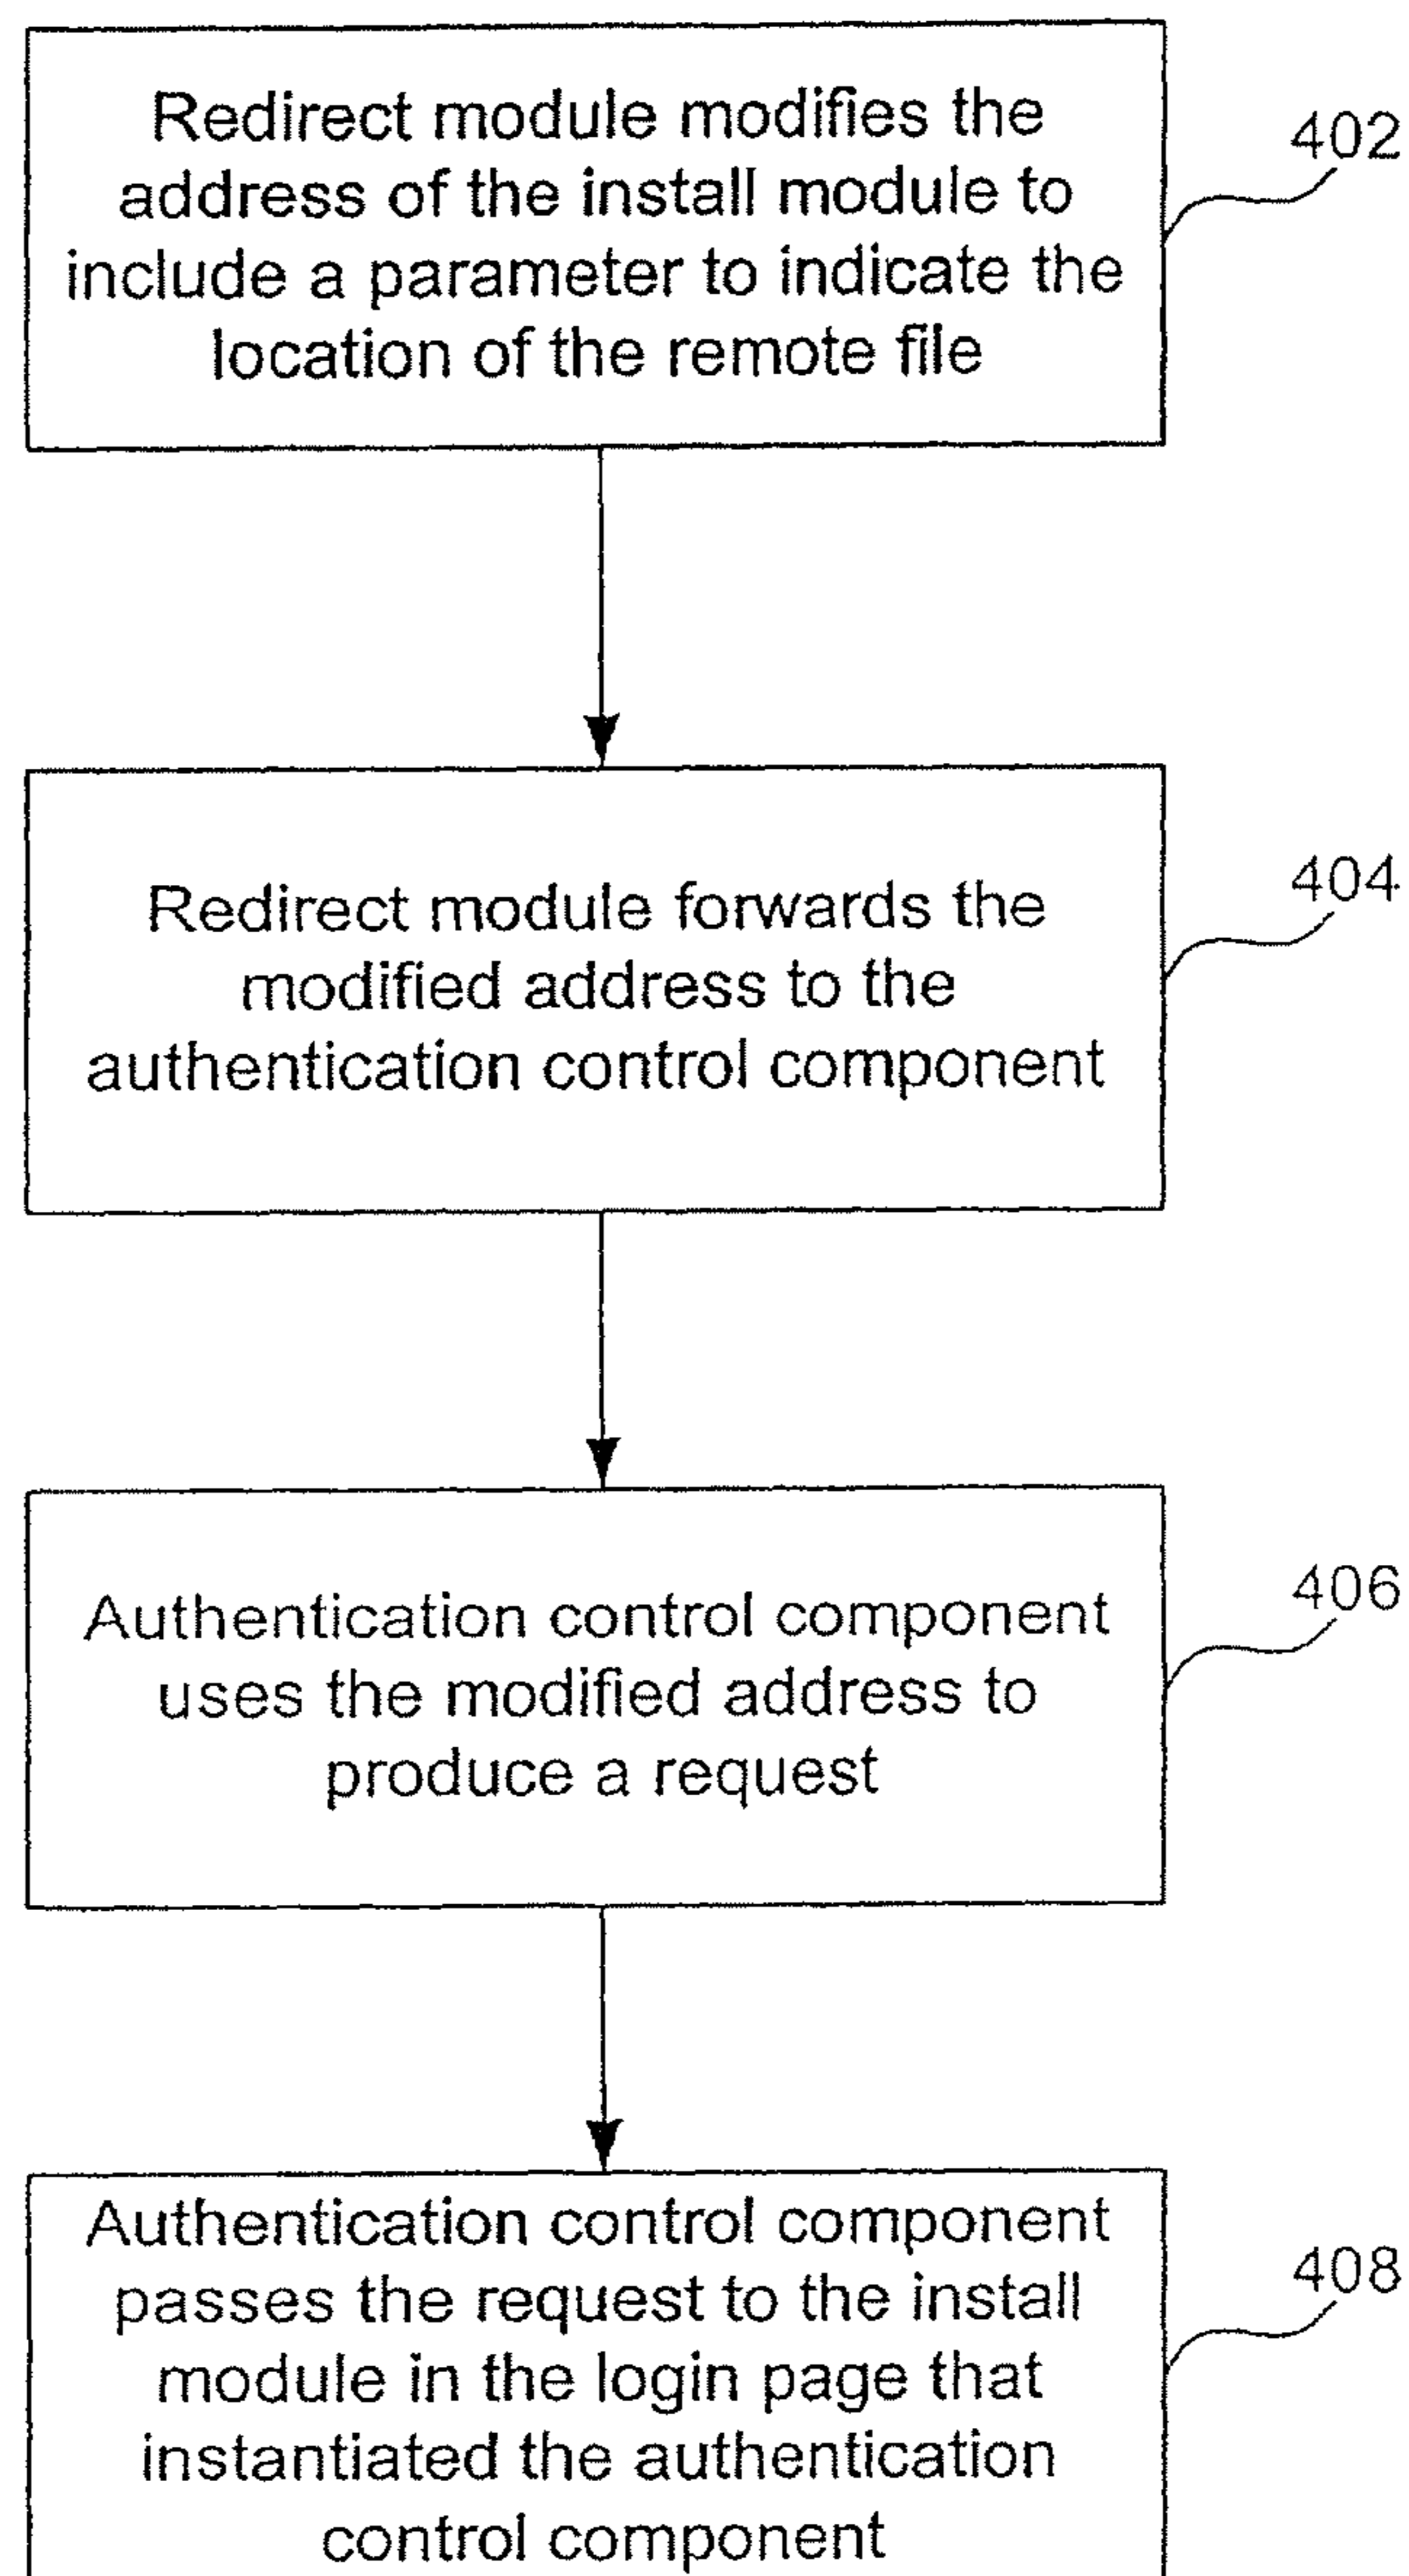 Redirect module modifies the
address of the install module to
include a parameter to indicate the
location of the remote file
402
Redirect module forwards the
modified address to the
authentication control component
404
Authentication control component
uses the modified address to
produce a request
406
Authentication control component
passes the request to the install
module in the login page that
instantiated the authentication
control component
408